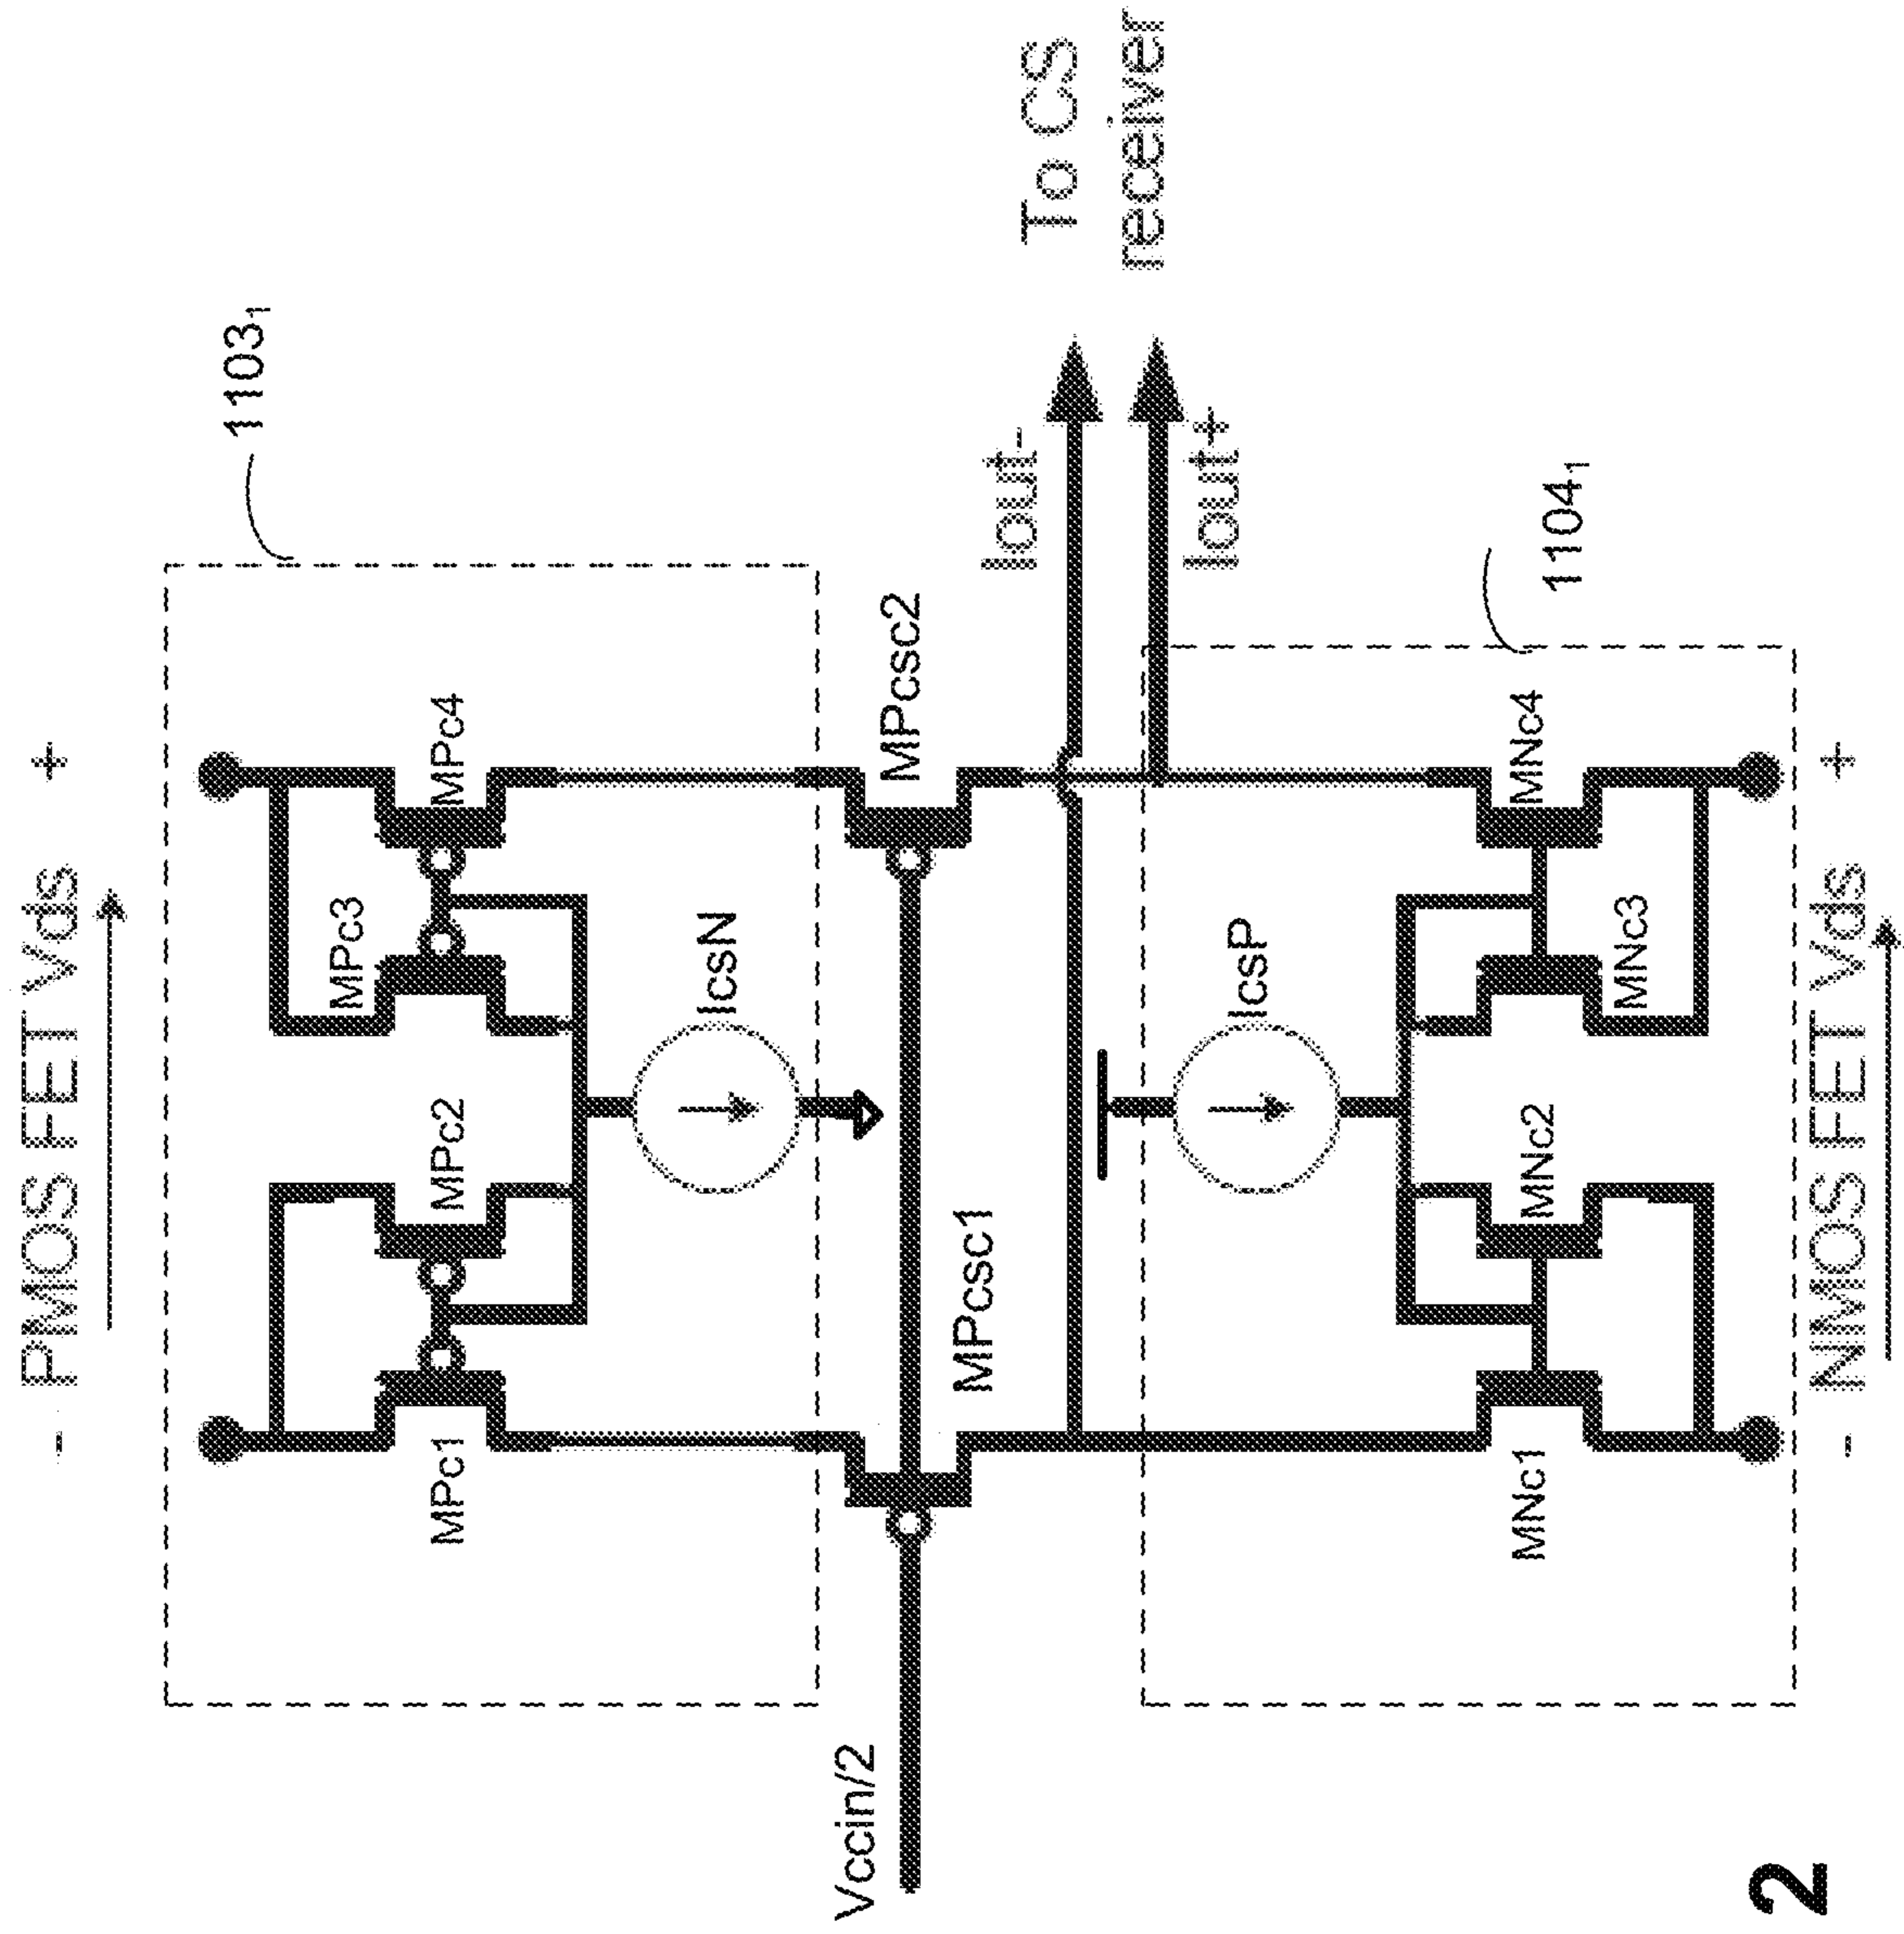 - PMOS FET Vds +
1103₁
MPc1
MPc2
MPc3
MPc4
IcsN
MPcsc2
Vccin/2
MPcsc1
Iout-
To CS
receiver
Iout+
IcsP
1104₁
MNc1
MNc2
MNc3
MNc4
- NMOS FET Vds +
2